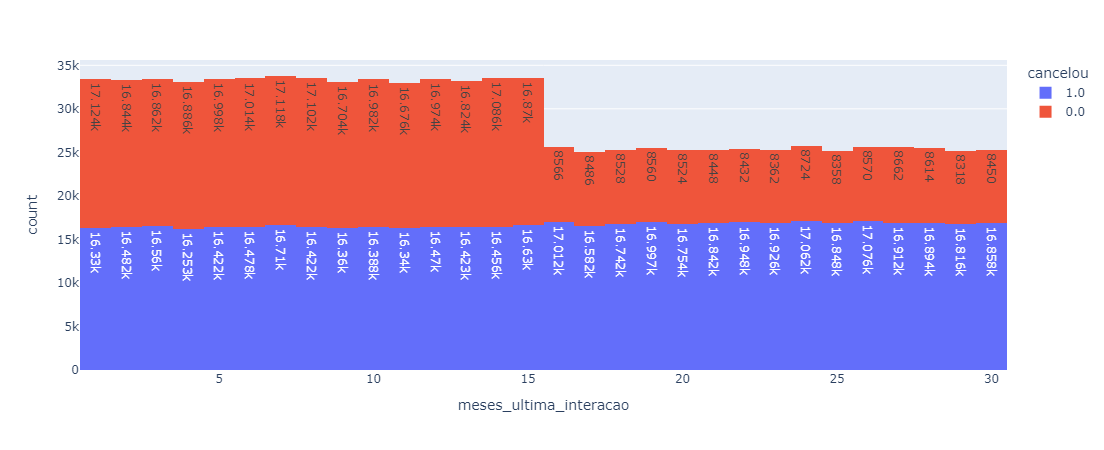 cancelou
1.0
0.0
35k
30k
25k
20k
15k
10k
5k
0
count
17.124k
16.844k
16.862k
16.886k
16.998k
17.014k
17.118k
17.102k
16.704k
16.982k
16.676k
16.974k
16.824k
17.086k
16.87k
8566
8486
8528
8560
8524
8448
8432
8362
8724
8358
8570
8662
8614
8318
8450
16.33k
16.482k
16.56k
16.253k
16.422k
16.478k
16.71k
16.422k
16.36k
16.388k
16.34k
16.47k
16.423k
16.456k
16.63k
17.012k
16.582k
16.742k
16.997k
16.754k
16.842k
16.948k
16.926k
17.062k
16.848k
17.076k
16.912k
16.894k
16.816k
16.858k
5
10
15
20
25
30
meses_ultima_interacao